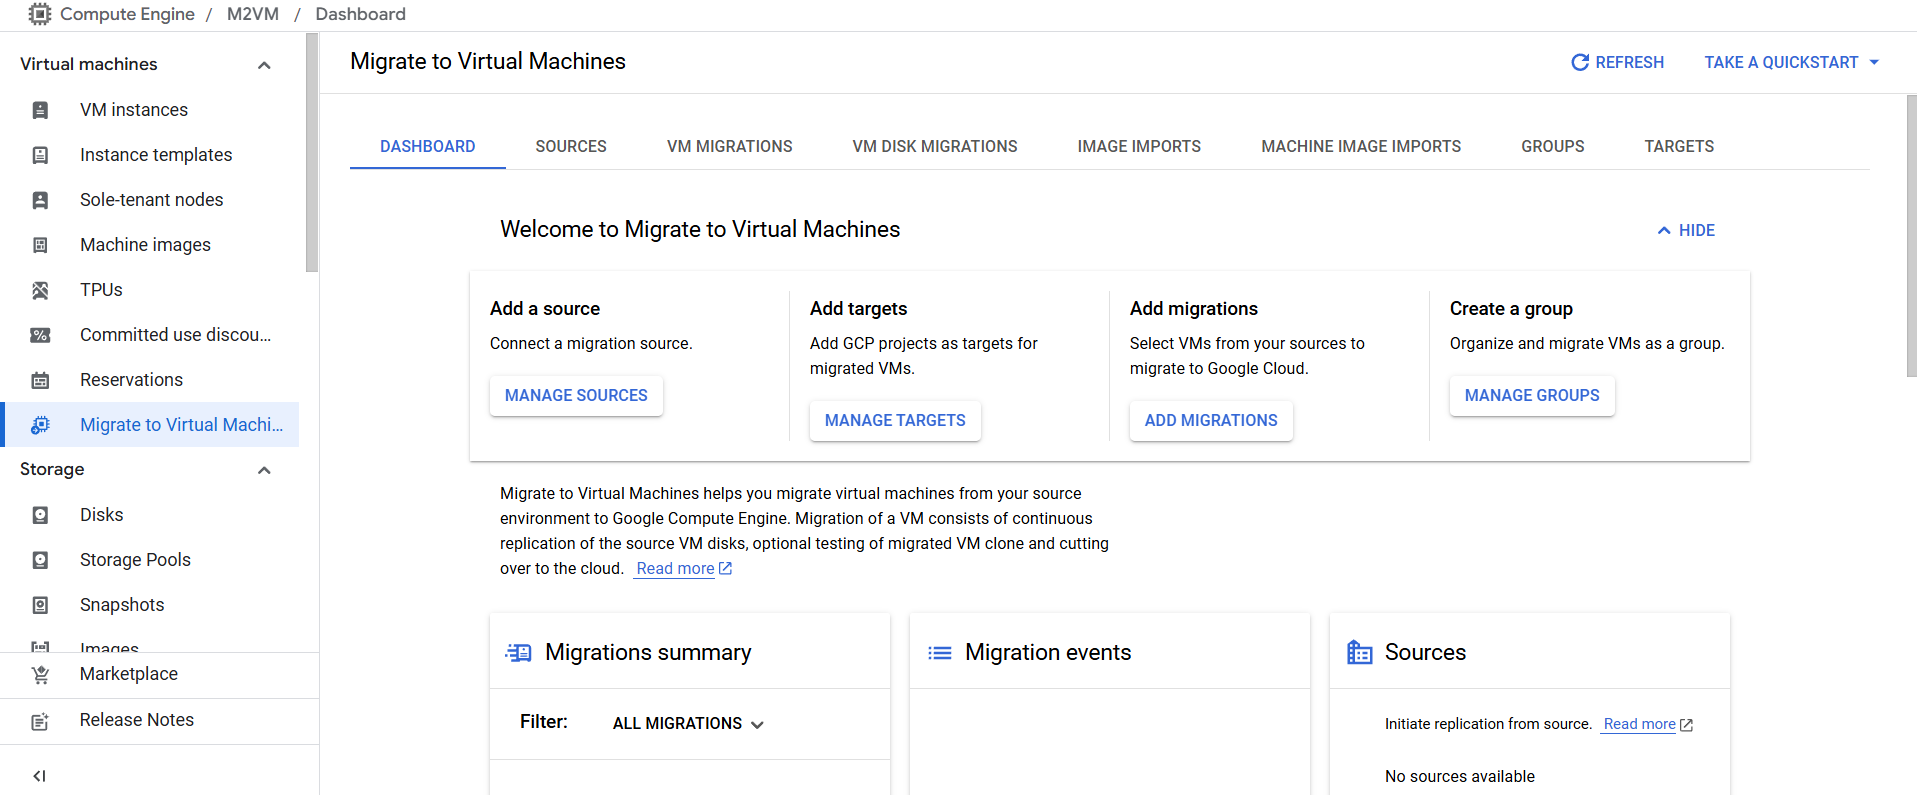 Compute Engine / M2VM / Dashboard
Virtual machines
VM instances
Instance templates
Sole-tenant nodes
Machine images
TPUs
Committed use discou...
Reservations
Migrate to Virtual Machi...
Storage
Disks
Storage Pools
Snapshots
Images
Marketplace
Release Notes
Migrate to Virtual Machines
REFRESH
TAKE A QUICKSTART
DASHBOARD
SOURCES
VM MIGRATIONS
VM DISK MIGRATIONS
IMAGE IMPORTS
MACHINE IMAGE IMPORTS
GROUPS
TARGETS
Welcome to Migrate to Virtual Machines
HIDE
Add a source
Connect a migration source.
MANAGE SOURCES
Add targets
Add GCP projects as targets for
migrated VMs.
MANAGE TARGETS
Add migrations
Select VMs from your sources to
migrate to Google Cloud.
ADD MIGRATIONS
Create a group
Organize and migrate VMs as a group.
MANAGE GROUPS
Migrate to Virtual Machines helps you migrate virtual machines from your source
environment to Google Compute Engine. Migration of a VM consists of continuous
replication of the source VM disks, optional testing of migrated VM clone and cutting
over to the cloud. Read more
Migrations summary
Filter: ALL MIGRATIONS
Migration events
Sources
Initiate replication from source. Read more
No sources available